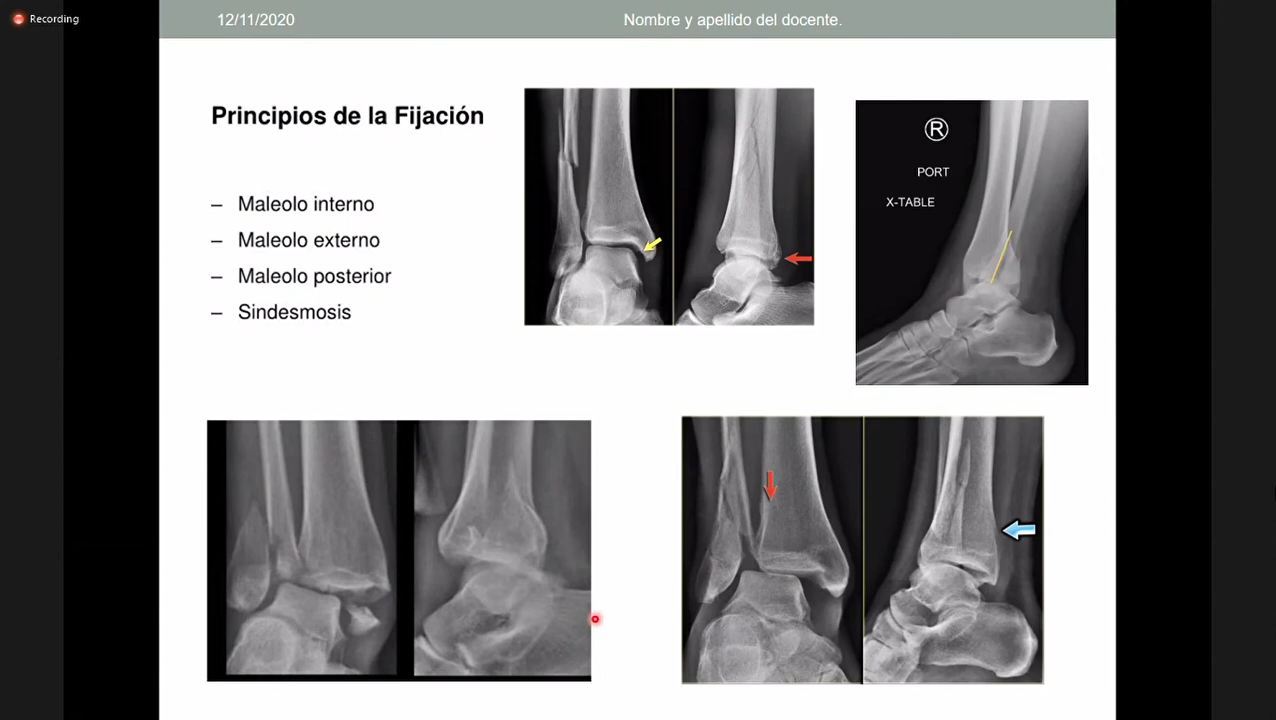 Recording
12/11/2020
Nombre y apellido del docente.
Principios de la Fijación
– Maleolo interno
– Maleolo externo
– Maleolo posterior
– Sindesmosis
R
PORT
X-TABLE